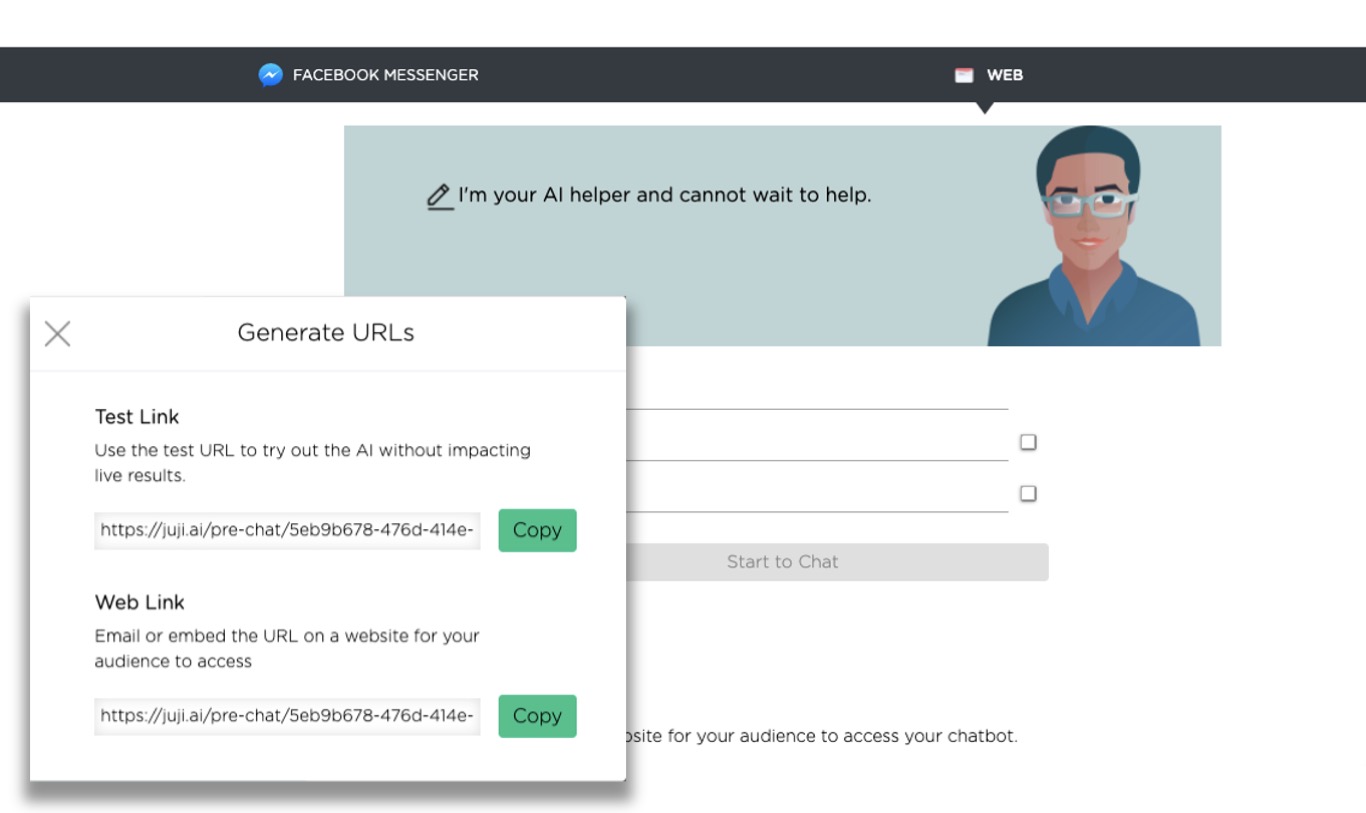 FACEBOOK MESSENGER
WEB
I'm your AI helper and cannot wait to help.
Generate URLs
Test Link
Use the test URL to try out the AI without impacting
live results.
https://juji.ai/pre-chat/5eb9b678-476d-414e-
Copy
Web Link
Email or embed the URL on a website for your
audience to access
https://juji.ai/pre-chat/5eb9b678-476d-414e-
Copy
Start to Chat
for your audience to access your chatbot.